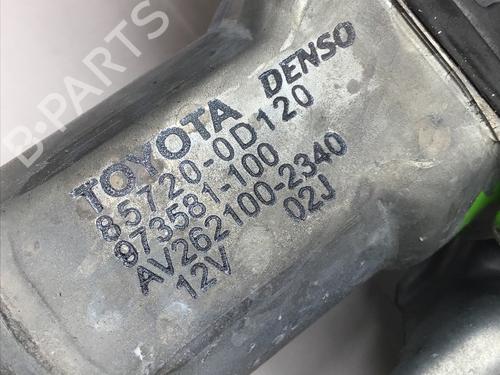 TOYOTA DENSO
85720-0D120
973581-100
AV262100-2340
12V 02J
B-PARTS